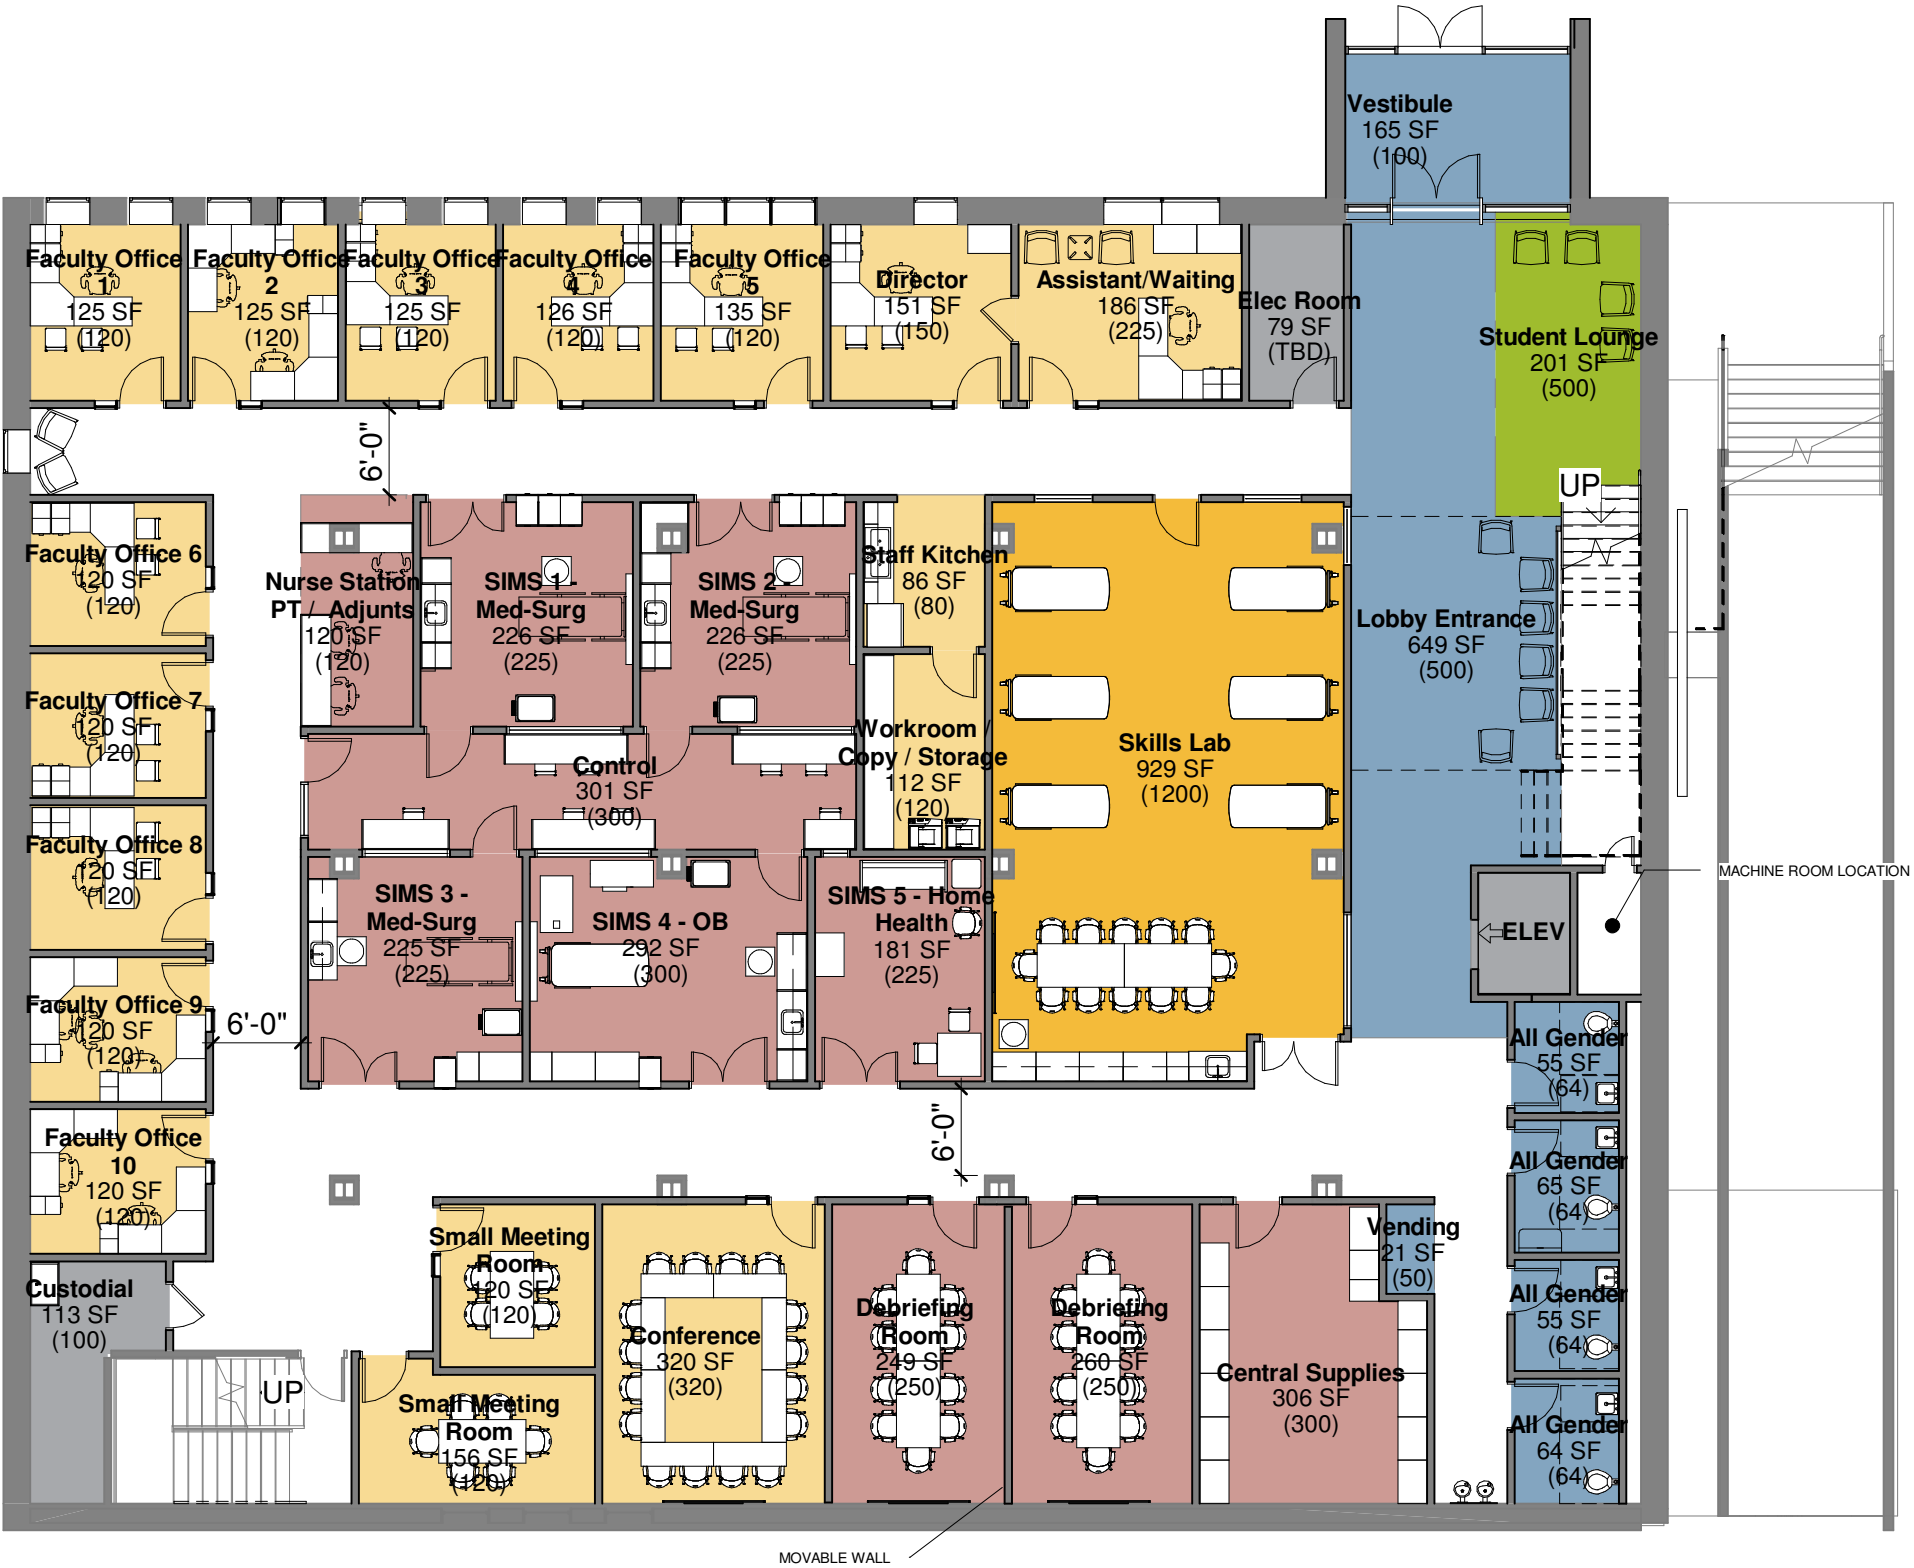 Vestibule
165 SF
(100)
Faculty Office
1
125 SF
(120)
Faculty Office
2
125 SF
(120)
Faculty Office
3
125 SF
(120)
Faculty Office
4
126 SF
(120)
Faculty Office
5
135 SF
(120)
Director
151 SF
(150)
Assistant/Waiting
186 SF
(225)
Elec Room
79 SF
(TBD)
Student Lounge
201 SF
(500)
6'-0"
UP
Faculty Office 6
120 SF
(120)
Nurse Station
PT / Adjunts
120 SF
(120)
SIMS 1 -
Med-Surg
226 SF
(225)
SIMS 2 -
Med-Surg
226 SF
(225)
Staff Kitchen
86 SF
(80)
Lobby Entrance
649 SF
(500)
Faculty Office 7
120 SF
(120)
Control
301 SF
(300)
Workroom /
Copy / Storage
112 SF
(120)
Skills Lab
929 SF
(1200)
Faculty Office 8
120 SF
(120)
MACHINE ROOM LOCATION
SIMS 3 -
Med-Surg
225 SF
(225)
SIMS 4 - OB
292 SF
(300)
SIMS 5 - Home
Health
181 SF
(225)
ELEV
Faculty Office 9
120 SF
(120)
6'-0"
All Gender
55 SF
(64)
6'-0"
Faculty Office
10
120 SF
(120)
All Gender
65 SF
(64)
Small Meeting
Room
120 SF
(120)
Vending
21 SF
(50)
Custodial
113 SF
(100)
Conference
320 SF
(320)
Debriefing
Room
249 SF
(250)
Debriefing
Room
260 SF
(250)
All Gender
55 SF
(64)
Central Supplies
306 SF
(300)
UP
Small Meeting
Room
156 SF
(120)
All Gender
64 SF
(64)
MOVABLE WALL